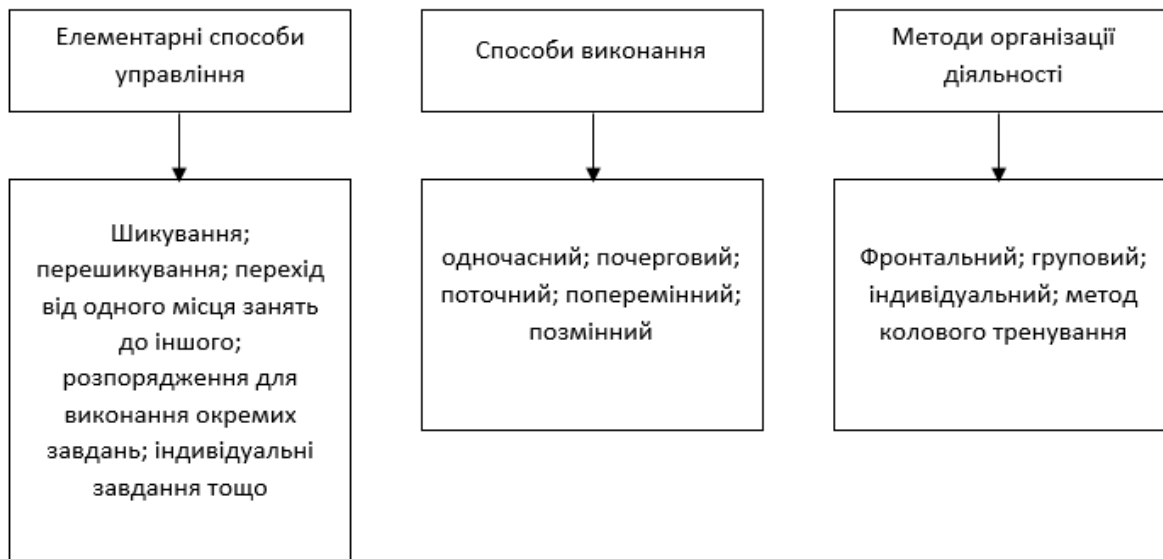 Елементарні способи
управління
Способи виконання
Методи організації
діяльності
Шикування;
перешикування; перехід
від одного місця занять
до іншого;
розпорядження для
виконання окремих
завдань; індивідуальні
завдання тощо
одночасний; почерговий;
поточний; поперемінний;
позмінний
Фронтальний; груповий;
індивідуальний; метод
колового тренування